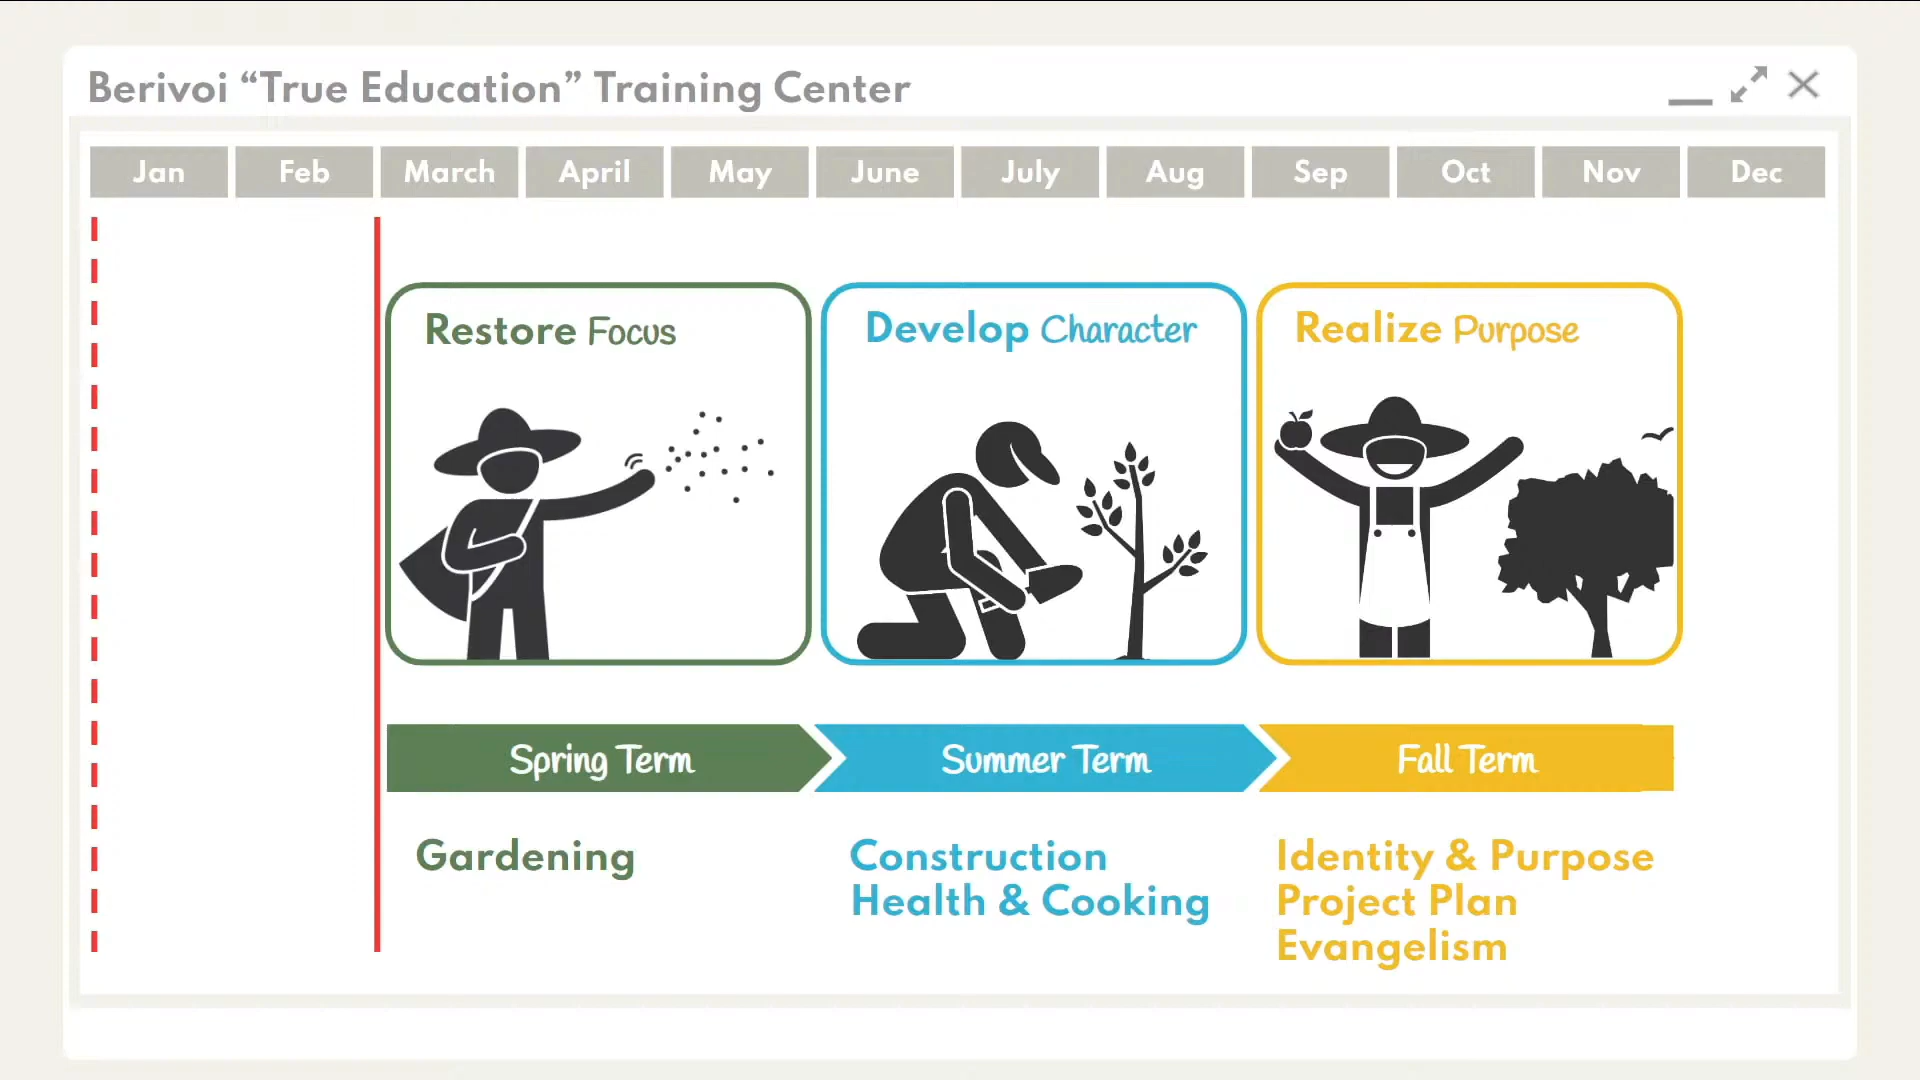 Berivoi “True Education” Training Center
Jan Feb March April May June July Aug Sep Oct Nov Dec
Restore Focus
Develop Character
Realize Purpose
Spring Term
Summer Term
Fall Term
Gardening
Construction
Health & Cooking
Identity & Purpose
Project Plan
Evangelism